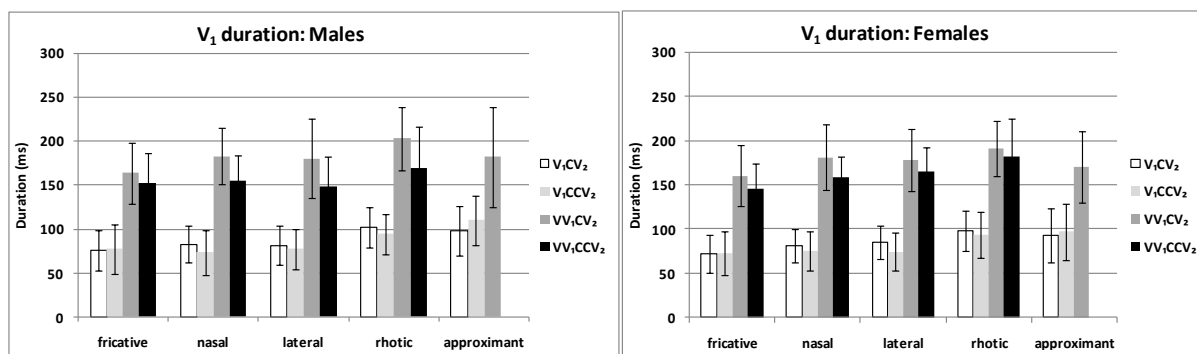 V₁ duration: Males
300
250
200
150
100
50
0
Duration (ms)
fricative nasal lateral rhotic approximant
V₁CV₂
V₁CCV₂
VV₁CV₂
VV₁CCV₂
V₁ duration: Females
300
250
200
150
100
50
0
Duration (ms)
fricative nasal lateral rhotic approximant
V₁CV₂
V₁CCV₂
VV₁CV₂
VV₁CCV₂